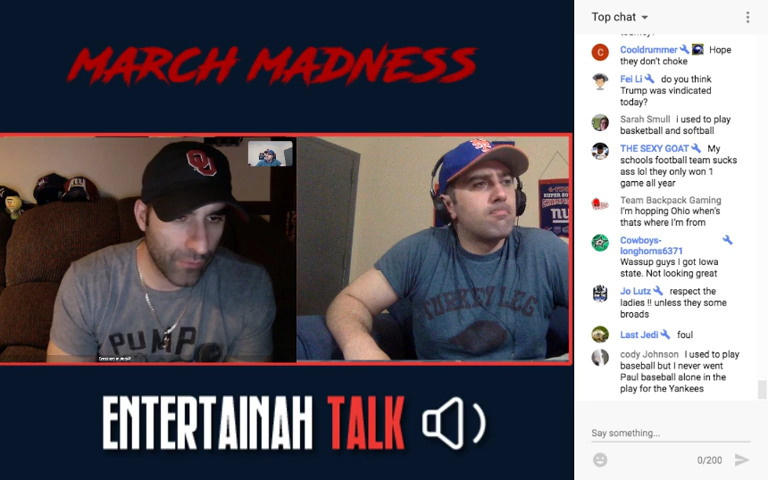 MARCH MADNESS
OU
TURKEY LEG
PUMP
NU
ENTERTAINAH TALK
Top chat
Cooldrummer Hope
they don't choke
Fei Li do you think
Trump was vindicated
today?
Sarah Smull i used to play
basketball and softball
THE SEXY GOAT My
schools football team sucks
ass lol they only won 1
game all year
Team Backpack Gaming
I'm hopping Ohio when's
thats where I'm from
Cowboys-
longhorns6371
Wassup guys I got Iowa
state. Not looking great
Jo Lutz respect the
ladies !! unless they some
broads
Last Jedi foul
cody Johnson I used to play
baseball but I never went
Paul baseball alone in the
play for the Yankees
Say something...
0/200